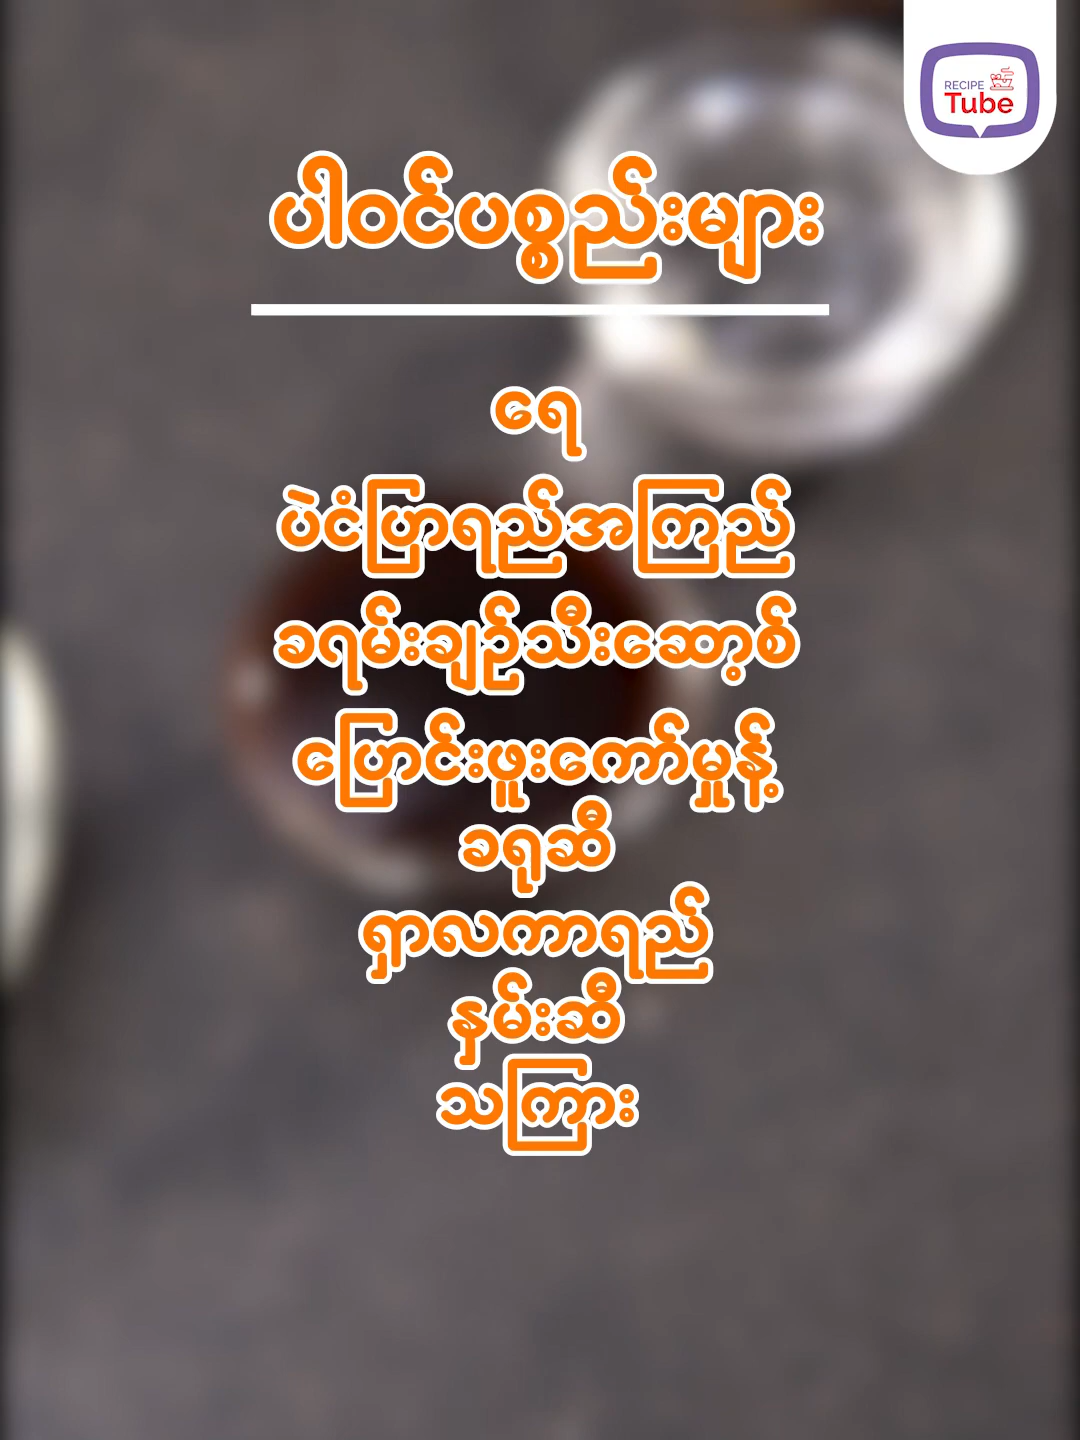 RECIPE
Tube
ပါဝင်ပစ္စည်းများ
ရေ
ပဲငံပြာရည်အကြည်
ခရမ်းချဉ်သီးဆော့စ်
ပြောင်းဖူးကော်မှုန့်
ခရုဆီ
ရှာလကာရည်
နှမ်းဆီ
သကြား